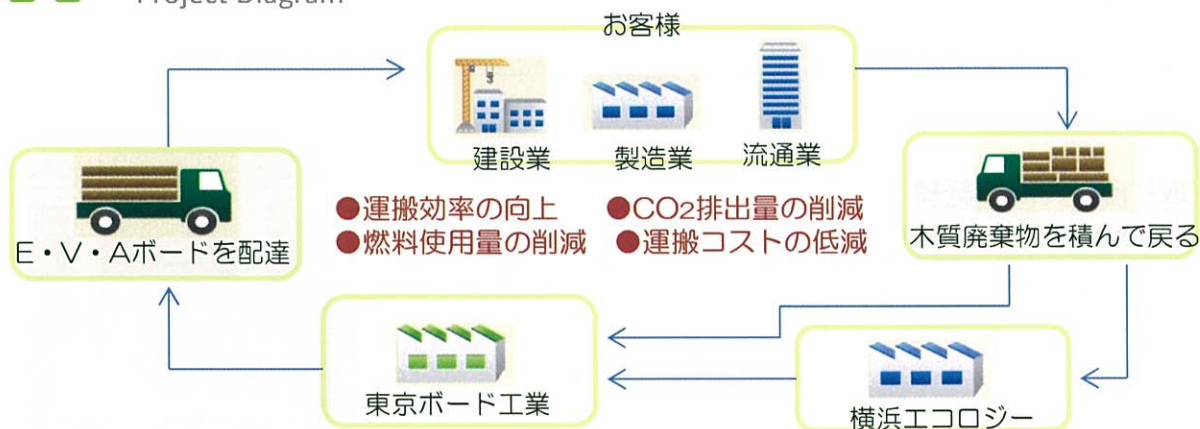 Project Diagram
お客様
建設業
製造業
流通業
E・V・Aボードを配達
●運搬効率の向上
●CO2排出量の削減
●燃料使用量の削減
●運搬コストの低減
木質廃棄物を積んで戻る
東京ボード工業
横浜エコロジー